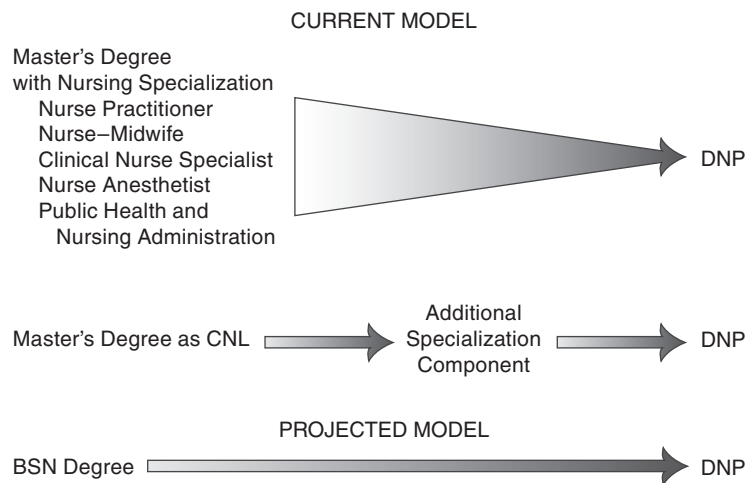 CURRENT MODEL
Master's Degree
with Nursing Specialization
Nurse Practitioner
Nurse–Midwife
Clinical Nurse Specialist
Nurse Anesthetist
Public Health and
Nursing Administration
DNP
Master's Degree as CNL
Additional
Specialization
Component
DNP
PROJECTED MODEL
BSN Degree
DNP